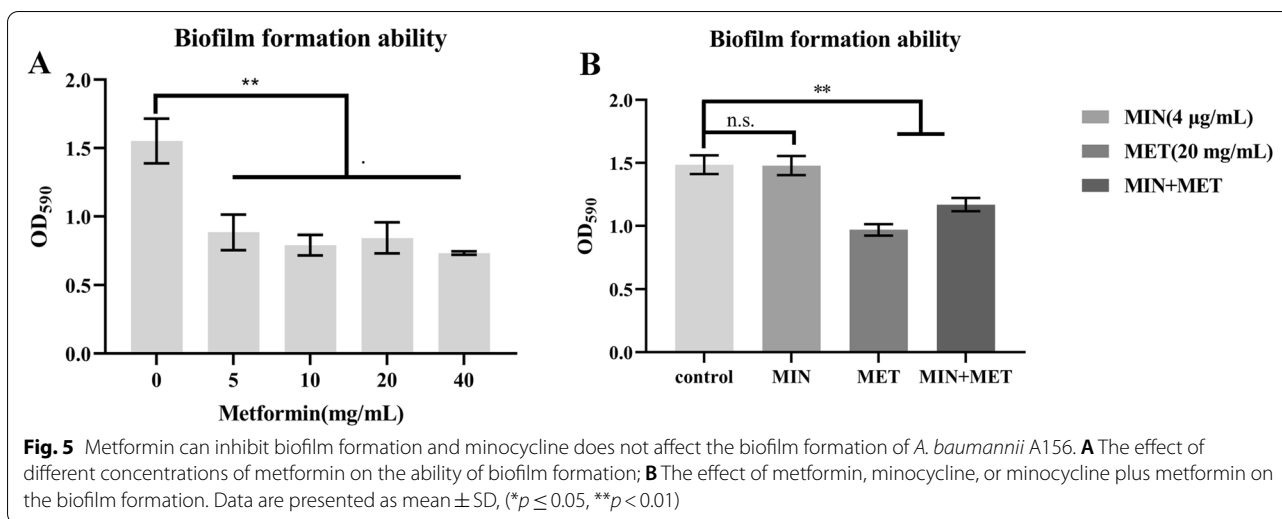 Biofilm formation ability
A
**
2.0
1.5
1.0
0.5
0.0
OD590
0 5 10 20 40
Metformin(mg/mL)
Biofilm formation ability
B
**
n.s.
2.0
1.5
1.0
0.5
0.0
OD590
control MIN MET MIN+MET
MIN(4 μg/mL)
MET(20 mg/mL)
MIN+MET
Fig. 5 Metformin can inhibit biofilm formation and minocycline does not affect the biofilm formation of A. baumannii A156. A The effect of
different concentrations of metformin on the ability of biofilm formation; B The effect of metformin, minocycline, or minocycline plus metformin on
the biofilm formation. Data are presented as mean ± SD, (*p ≤ 0.05, **p < 0.01)